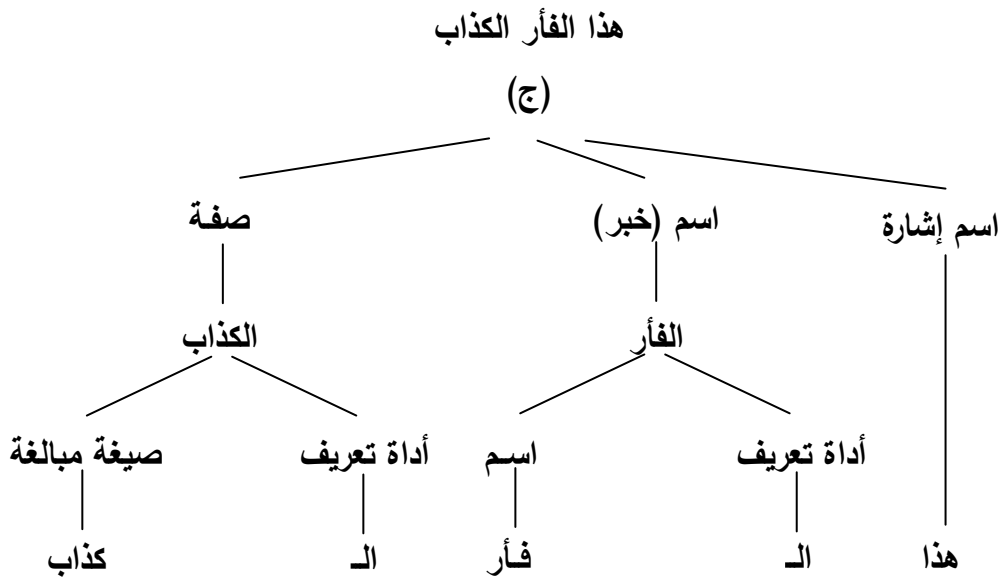 هذا الفأر الكذاب
(ج)
اسم إشارة اسم (خبر) صفة
الفأر الكذاب
أداة تعريف اسم أداة تعريف صيغة مبالغة
هذا الـ فأر الـ كذاب